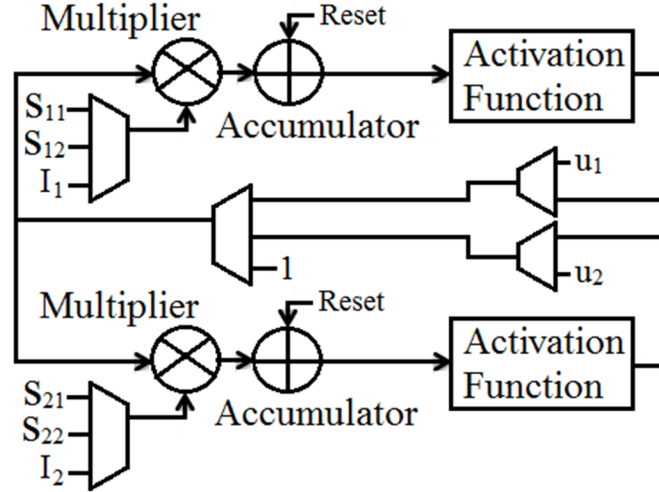 Multiplier
Reset
Activation
Function
S₁₁
S₁₂
I₁
Accumulator
u₁
1
u₂
Multiplier
Reset
Activation
Function
S₂₁
S₂₂
I₂
Accumulator